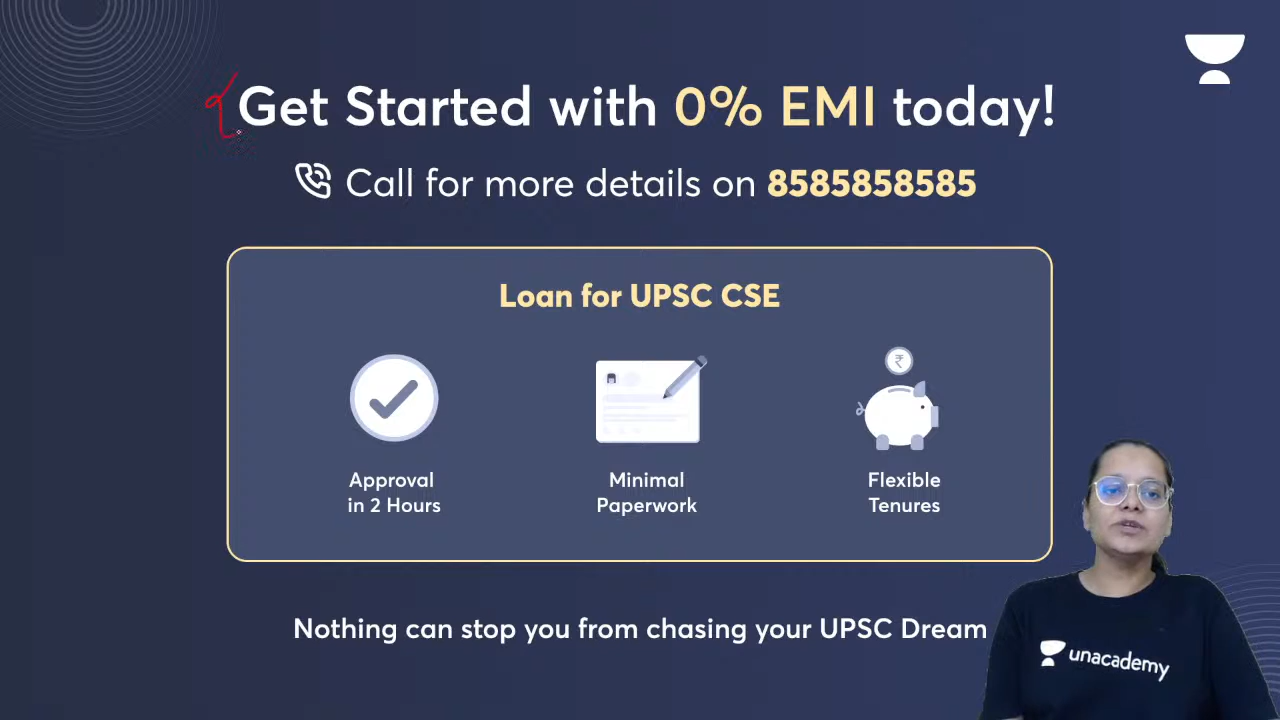 Get Started with 0% EMI today!
Call for more details on 8585858585
Loan for UPSC CSE
₹
Approval
in 2 Hours
Minimal
Paperwork
Flexible
Tenures
Nothing can stop you from chasing your UPSC Dream
unacademy